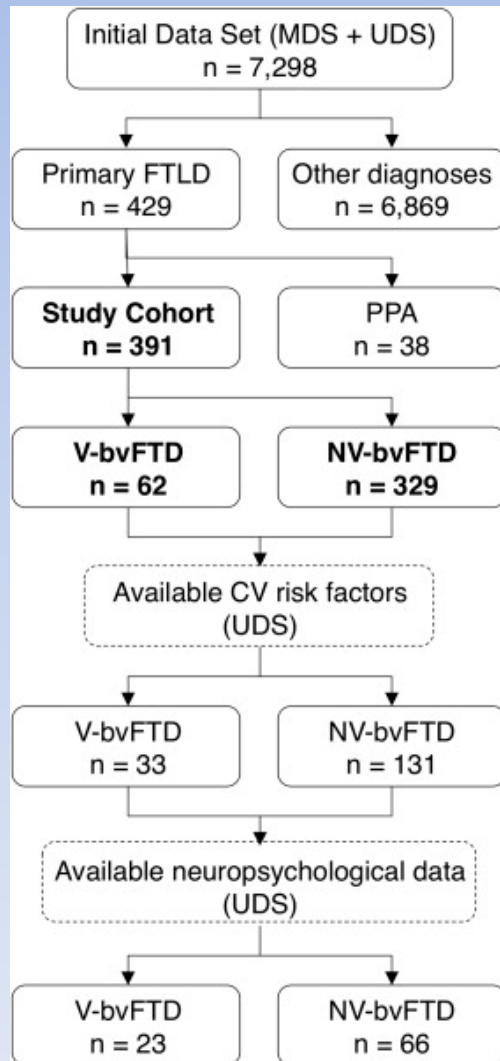 Initial Data Set (MDS + UDS)
n = 7,298
Primary FTLD
n = 429
Other diagnoses
n = 6,869
Study Cohort
n = 391
PPA
n = 38
V-bvFTD
n = 62
NV-bvFTD
n = 329
Available CV risk factors
(UDS)
V-bvFTD
n = 33
NV-bvFTD
n = 131
Available neuropsychological data
(UDS)
V-bvFTD
n = 23
NV-bvFTD
n = 66